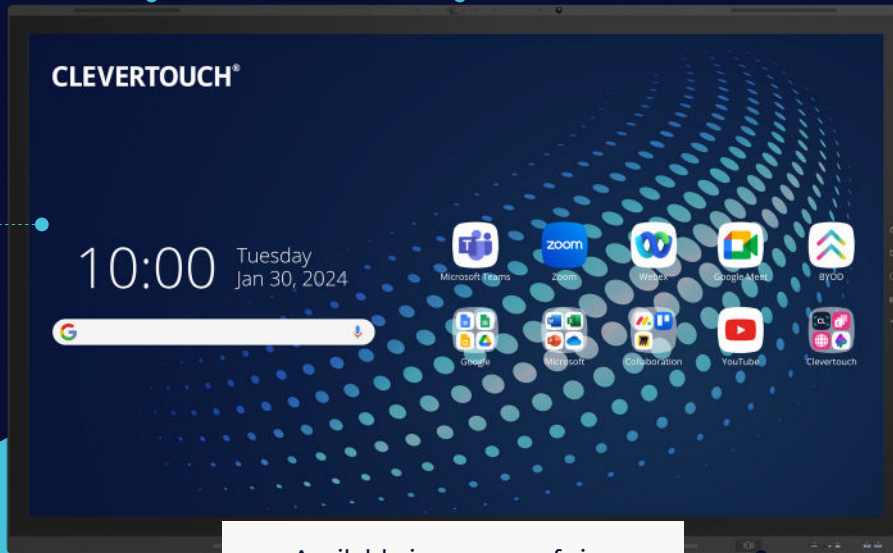 CLEVERTOUCH®
10:00
Tuesday
Jan 30, 2024
Microsoft Teams
zoom
Zoom
Webex
Google Meet
BYOD
Google
Microsoft
Collaboration
YouTube
Clevertouch